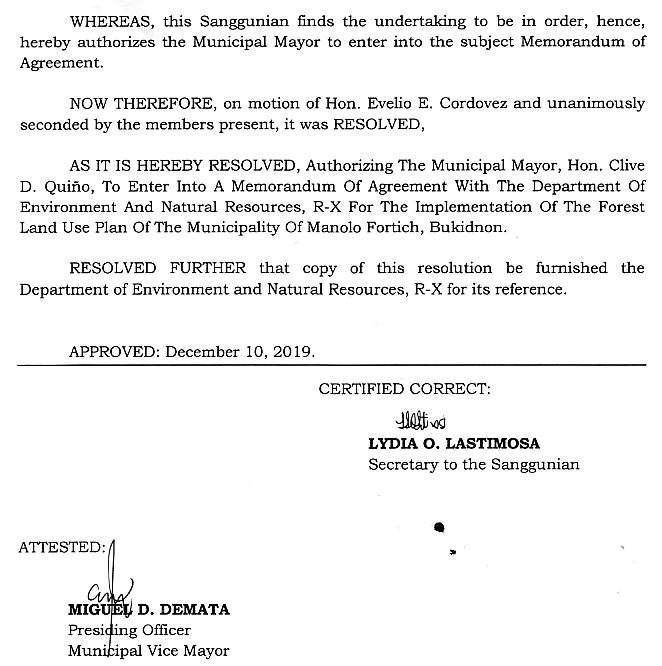 WHEREAS, this Sanggunian finds the undertaking to be in order, hence,
hereby authorizes the Municipal Mayor to enter into the subject Memorandum of
Agreement.
NOW THEREFORE, on motion of Hon. Evelio E. Cordovez and unanimously
seconded by the members present, it was RESOLVED,
AS IT IS HEREBY RESOLVED, Authorizing The Municipal Mayor, Hon. Clive
D. Quiño, To Enter Into A Memorandum Of Agreement With The Department Of
Environment And Natural Resources, R-X For The Implementation Of The Forest
Land Use Plan Of The Municipality Of Manolo Fortich, Bukidnon.
RESOLVED FURTHER that copy of this resolution be furnished the
Department of Environment and Natural Resources, R-X for its reference.
APPROVED: December 10, 2019.
CERTIFIED CORRECT:
LYDIA O. LASTIMOSA
Secretary to the Sanggunian
ATTESTED:
MIGUEL D. DEMATA
Presiding Officer
Municipal Vice Mayor